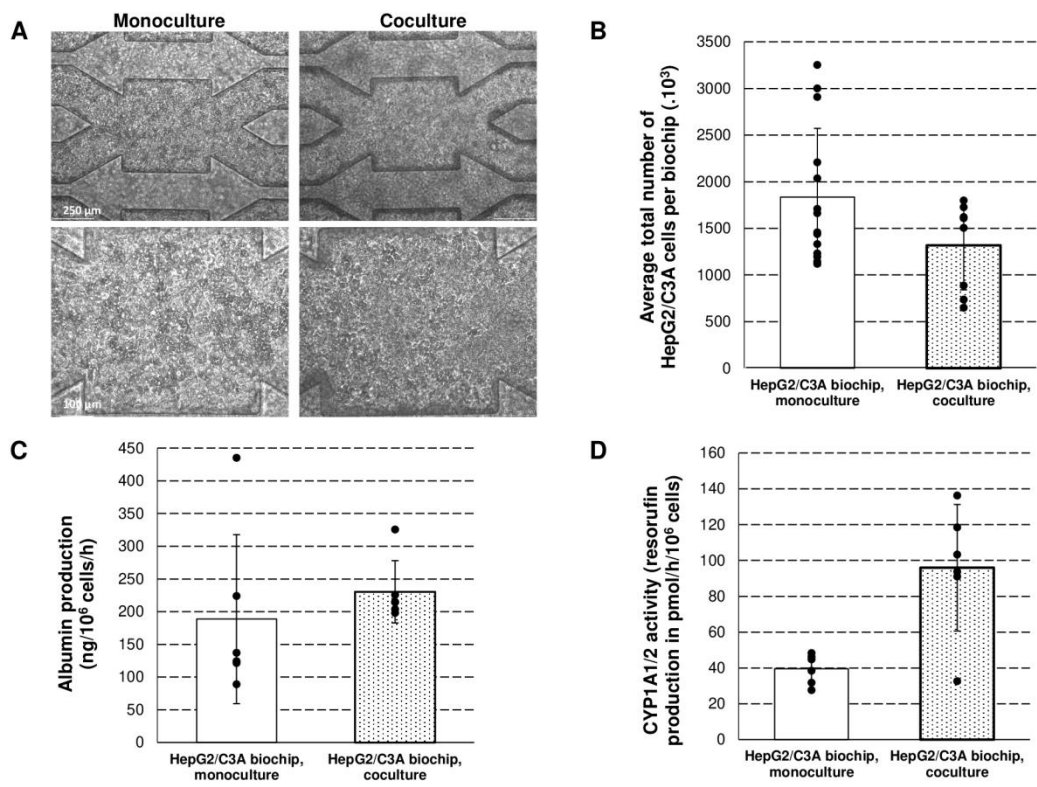 A
Monoculture
Coculture
250 µm
100 µm
B
Average total number of
HepG2/C3A cells per biochip (.10³)
3500
3000
2500
2000
1500
1000
500
0
HepG2/C3A biochip,
monoculture
HepG2/C3A biochip,
coculture
C
Albumin production
(ng/10⁶ cells/h)
450
400
350
300
250
200
150
100
50
0
HepG2/C3A biochip,
monoculture
HepG2/C3A biochip,
coculture
D
CYP1A1/2 activity (resorufin
production in pmol/h/10⁶ cells)
160
140
120
100
80
60
40
20
0
HepG2/C3A biochip,
monoculture
HepG2/C3A biochip,
coculture